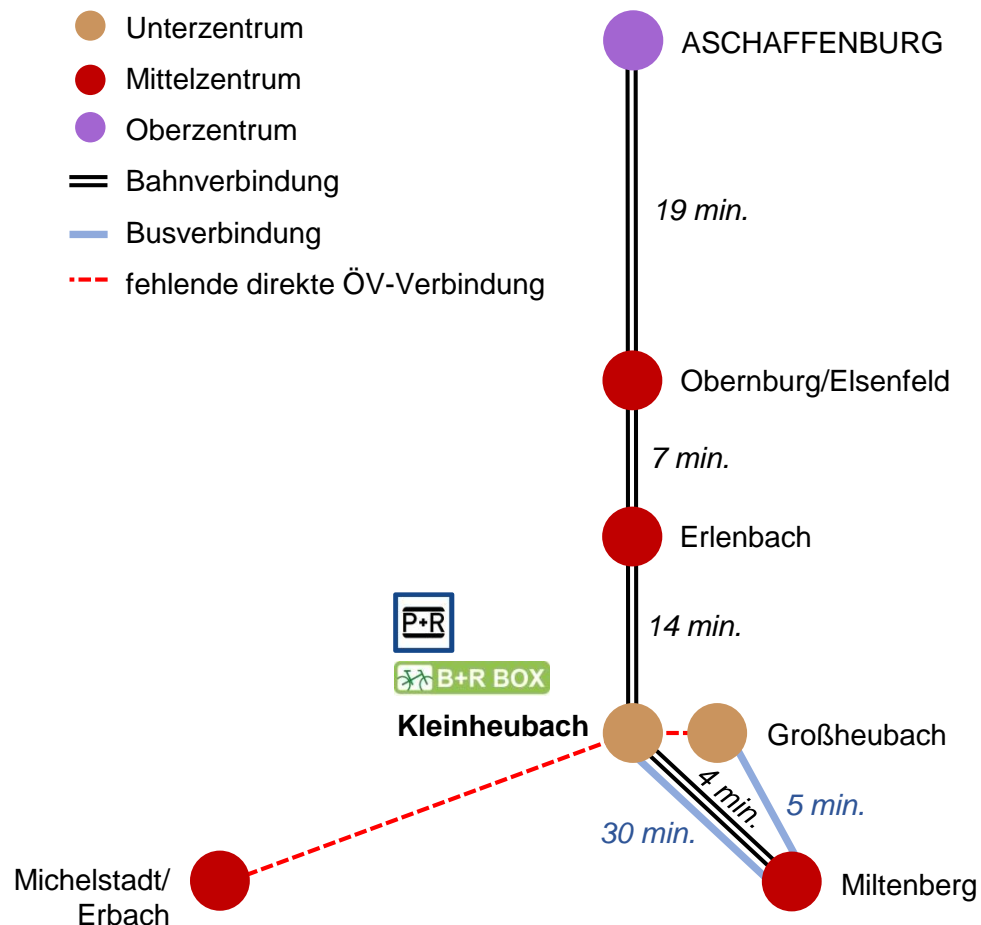 Unterzentrum
Mittelzentrum
Oberzentrum
Bahnverbindung
Busverbindung
fehlende direkte ÖV-Verbindung
ASCHAFFENBURG
19 min.
Obernburg/Elsenfeld
7 min.
Erlenbach
14 min.
P+R
B+R BOX
Kleinheubach
Großheubach
4 min.
5 min.
30 min.
Michelstadt/
Erbach
Miltenberg